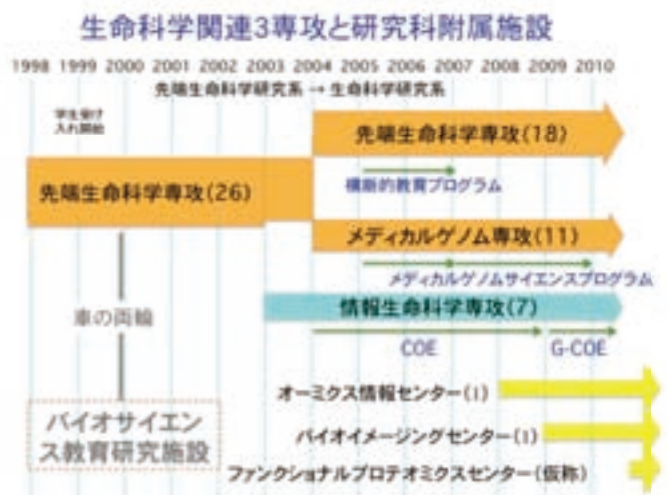 生命科学関連3専攻と研究科附属施設
1998 1999 2000 2001 2002 2003 2004 2005 2006 2007 2008 2009 2010
先端生命科学研究系 → 生命科学研究系
学生受け
入れ開始
先端生命科学専攻(18)
横断的教育プログラム
先端生命科学専攻(26)
メディカルゲノム専攻(11)
メディカルゲノムサイエンスプログラム
情報生命科学専攻(7)
車の両輪
COE
G-COE
オーミクス情報センター(1)
バイオサイエン
ス教育研究施設
バイオイメージングセンター(1)
ファンクショナルプロテオミクスセンター(仮称)